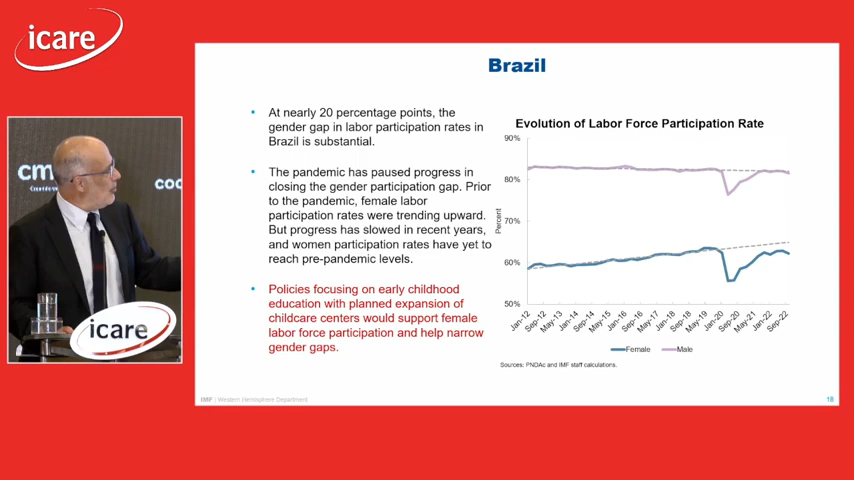 icare
Brazil
• At nearly 20 percentage points, the
gender gap in labor participation rates in
Brazil is substantial.
• The pandemic has paused progress in
closing the gender participation gap. Prior
to the pandemic, female labor
participation rates were trending upward.
But progress has slowed in recent years,
and women participation rates have yet to
reach pre-pandemic levels.
• Policies focusing on early childhood
education with planned expansion of
childcare centers would support female
labor force participation and help narrow
gender gaps.
Evolution of Labor Force Participation Rate
90%
80%
70%
60%
50%
Percent
Jan-12 Sep-12 May-13 Jan-14 Sep-14 May-15 Jan-16 Sep-16 May-17 Jan-18 Sep-18 May-19 Jan-20 Sep-20 May-21 Jan-22 Sep-22
Female Male
Sources: PNDAc and IMF staff calculations.
IMF | Western Hemisphere Department
18
icare